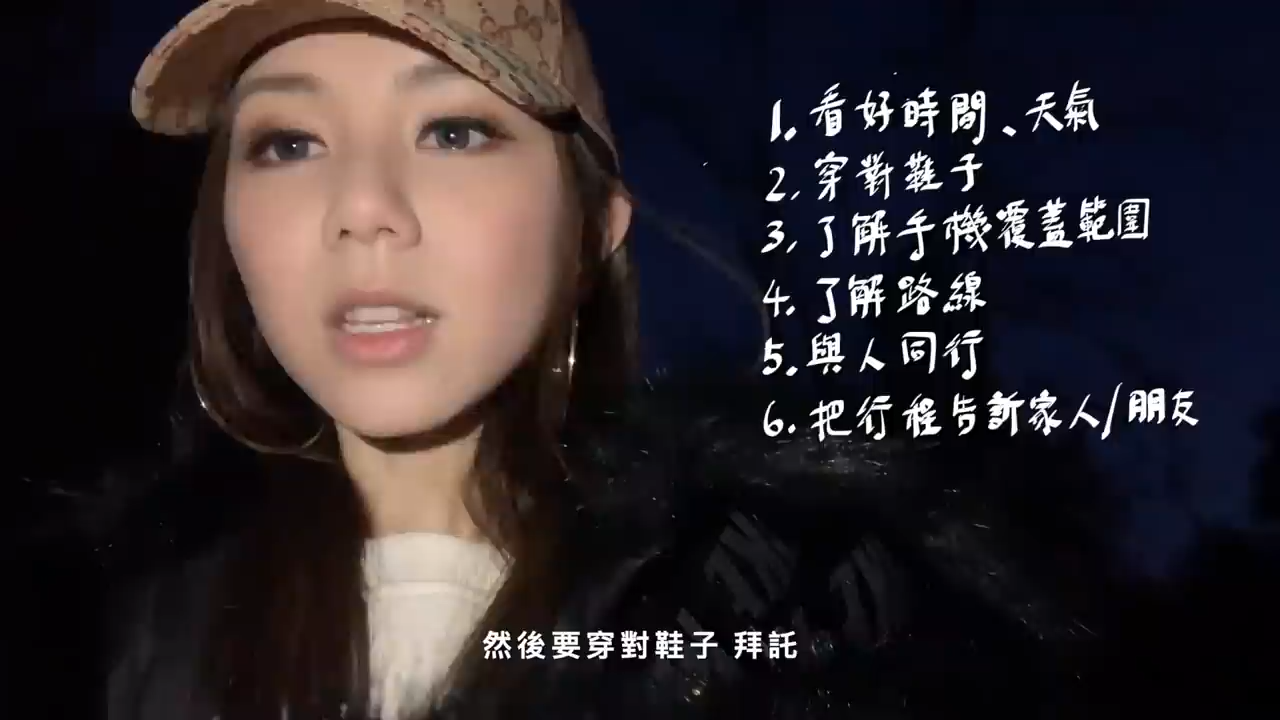 1. 看好時間、天氣
2. 穿對鞋子
3. 了解手機覆蓋範圍
4. 了解路線
5. 與人同行
6. 把行程告訴家人/朋友
然後要穿對鞋子 拜託